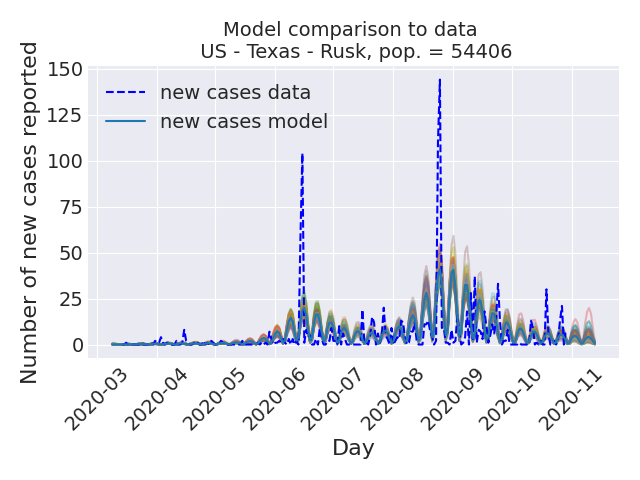 Model comparison to data
US - Texas - Rusk, pop. = 54406
Number of new cases reported
150
125
100
75
50
25
0
new cases data
new cases model
2020-03
2020-04
2020-05
2020-06
2020-07
2020-08
2020-09
2020-10
2020-11
Day